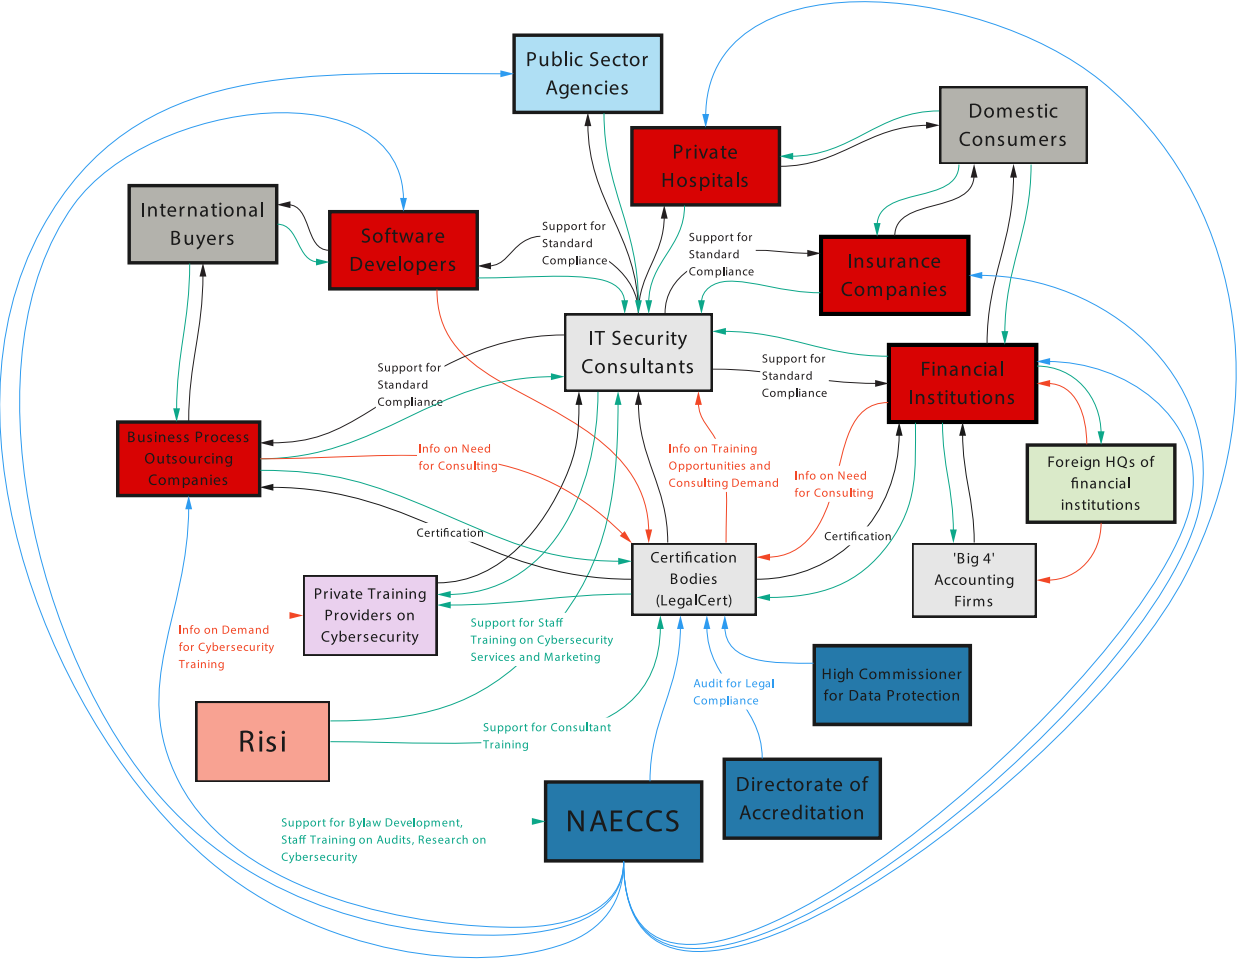 Public Sector
Agencies
Domestic
Consumers
Private
Hospitals
International
Buyers
Software
Developers
Support for
Standard
Compliance
Support for
Standard
Compliance
Insurance
Companies
IT Security
Consultants
Support for
Standard
Compliance
Support for
Standard
Compliance
Financial
Institutions
Business Process
Outsourcing
Companies
Info on Need
for Consulting
Info on Training
Opportunities and
Consulting Demand
Info on Need
for Consulting
Foreign HQs of
financial
institutions
Certification
Certification
Certification
Bodies
(LegalCert)
'Big 4'
Accounting
Firms
Private Training
Providers on
Cybersecurity
Info on Demand
for Cybersecurity
Training
Support for Staff
Training on Cybersecurity
Services and Marketing
High Commissioner
for Data Protection
Audit for Legal
Compliance
Risi
Support for Consultant
Training
Directorate of
Accreditation
NAECCS
Support for Bylaw Development,
Staff Training on Audits, Research on
Cybersecurity